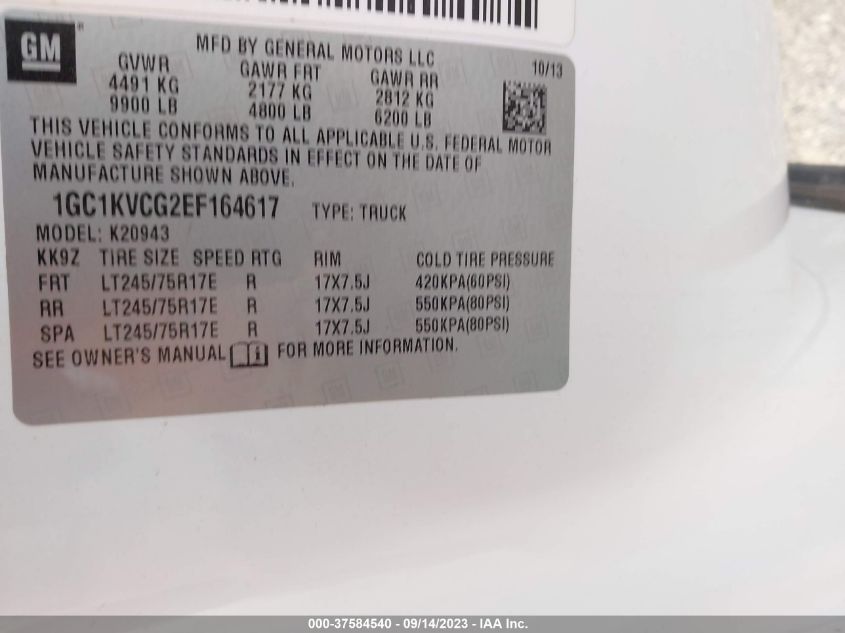 GM
MFD BY GENERAL MOTORS LLC
GVWR GAWR FRT GAWR RR 10/13
4491 KG 2177 KG 2812 KG
9900 LB 4800 LB 6200 LB
THIS VEHICLE CONFORMS TO ALL APPLICABLE U.S. FEDERAL MOTOR
VEHICLE SAFETY STANDARDS IN EFFECT ON THE DATE OF
MANUFACTURE SHOWN ABOVE.
1GC1KVCG2EF164617 TYPE: TRUCK
MODEL: K20943
KK9Z TIRE SIZE SPEED RTG RIM COLD TIRE PRESSURE
FRT LT245/75R17E R 17X7.5J 420KPA(60PSI)
RR LT245/75R17E R 17X7.5J 550KPA(80PSI)
SPA LT245/75R17E R 17X7.5J 550KPA(80PSI)
SEE OWNER'S MANUAL FOR MORE INFORMATION.
000-37584540 - 09/14/2023 - IAA Inc.